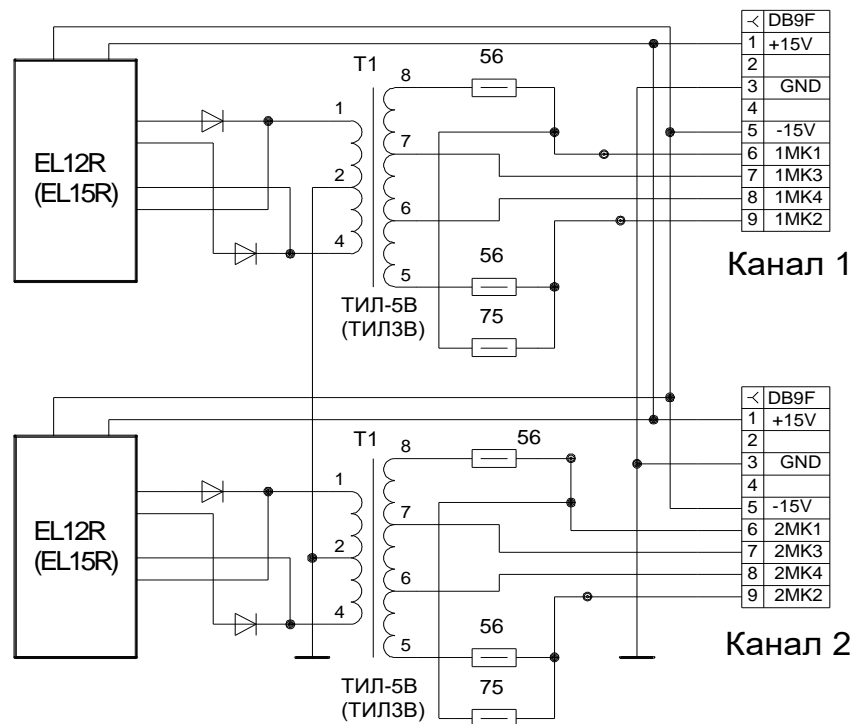 DB9F
1 +15V
2
3 GND
4
5 -15V
6 1MK1
7 1MK3
8 1MK4
9 1MK2
Канал 1
EL12R
(EL15R)
T1
1
2
4
8
7
6
5
56
56
75
ТИЛ-5В
(ТИЛ3В)
DB9F
1 +15V
2
3 GND
4
5 -15V
6 2MK1
7 2MK3
8 2MK4
9 2MK2
Канал 2
EL12R
(EL15R)
T1
1
2
4
8
7
6
5
56
56
75
ТИЛ-5В
(ТИЛ3В)